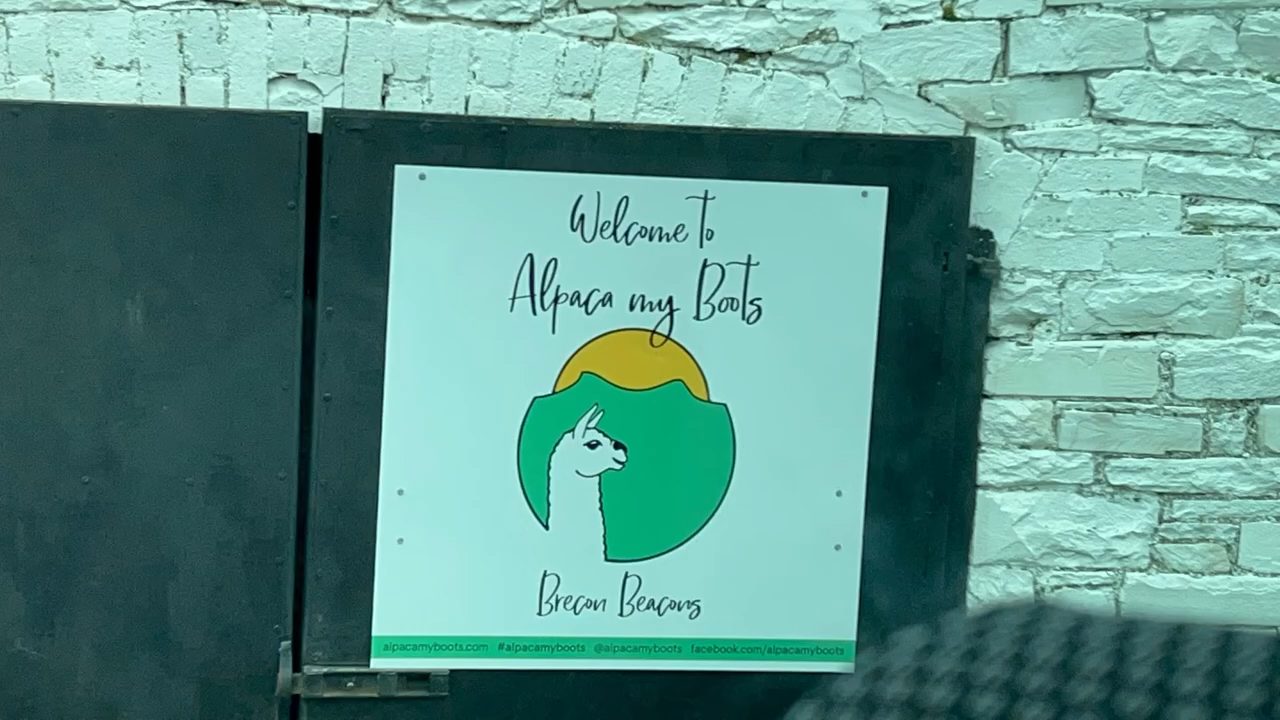 Welcome to
Alpaca my Boots
Brecon Beacons
alpacamyboots.com #alpacamyboots @alpacamyboots facebook.com/alpacamyboots